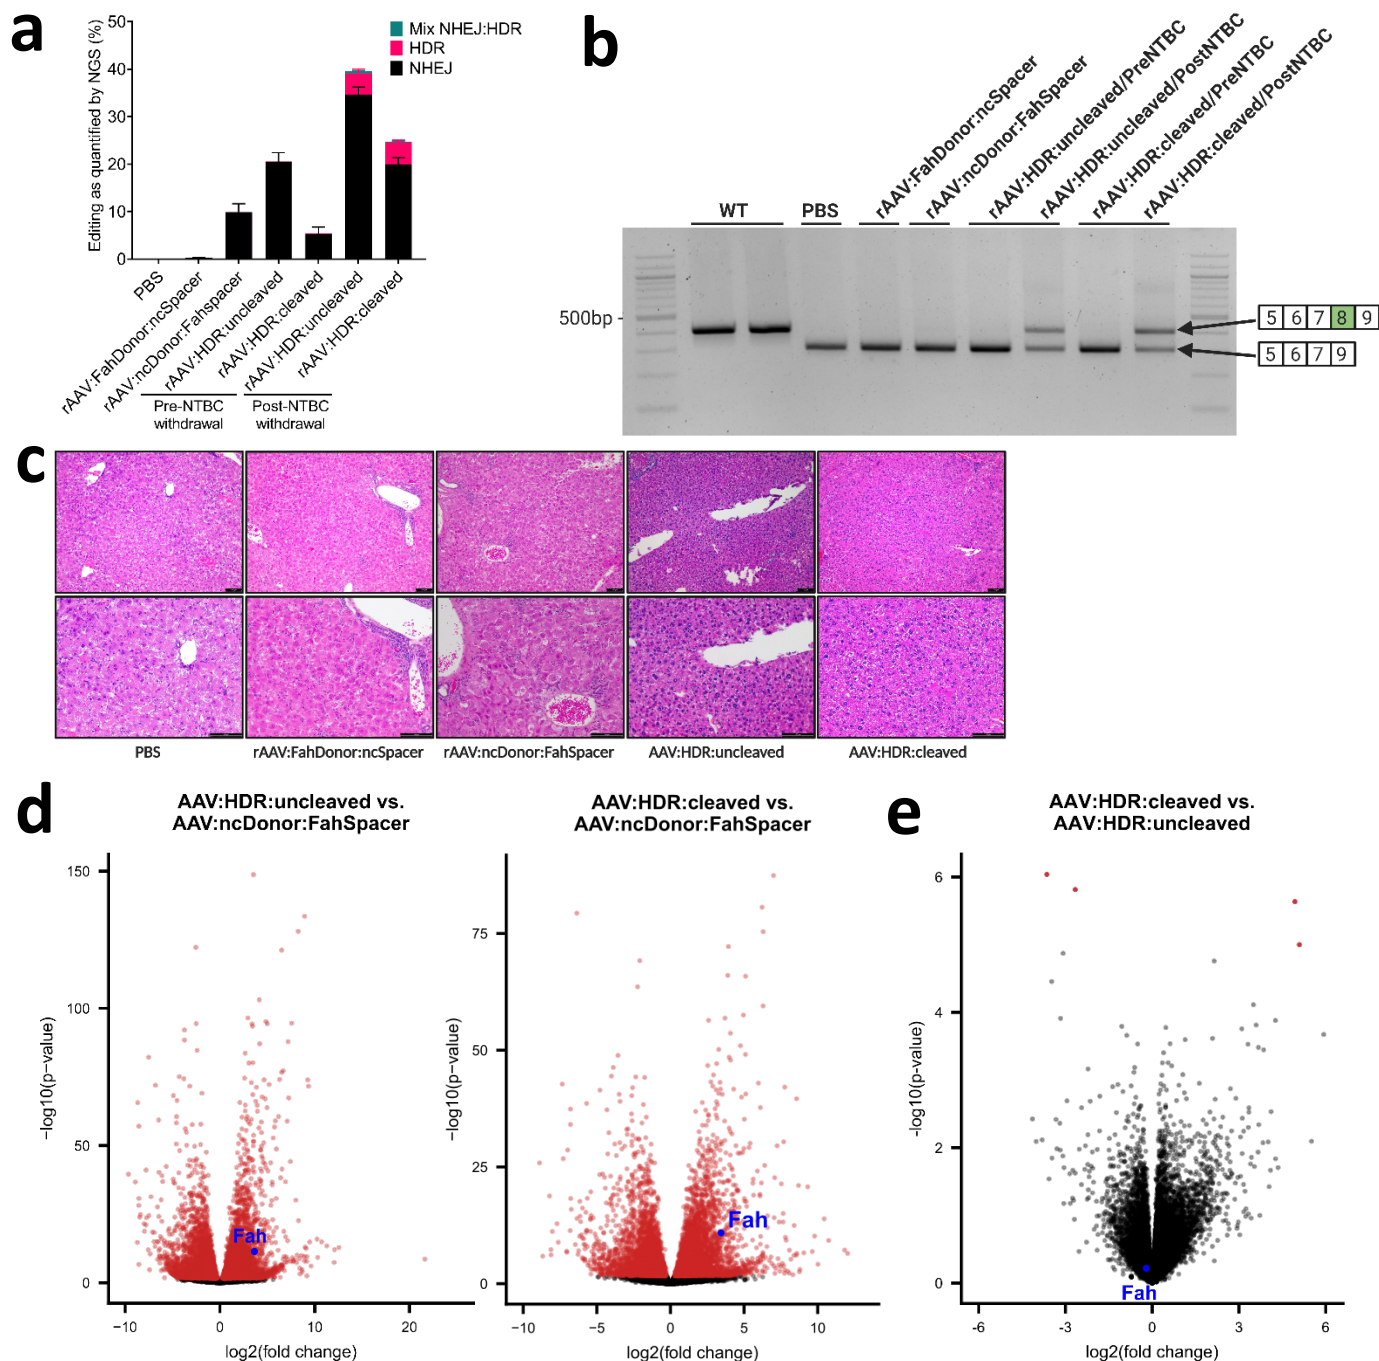 a
Editing as quantified by NGS (%)
50
40
30
20
10
0
Mix NHEJ:HDR
HDR
NHEJ
PBS
rAAV:FahDonor:ncSpacer
rAAV:ncDonor:Fahspacer
rAAV:HDR:uncleaved
rAAV:HDR:cleaved
rAAV:HDR:uncleaved
rAAV:HDR:cleaved
Pre-NTBC
withdrawal
Post-NTBC
withdrawal
b
WT
PBS
rAAV:FahDonor:ncSpacer
rAAV:ncDonor:FahSpacer
rAAV:HDR:uncleaved/PreNTBC
rAAV:HDR:uncleaved/PostNTBC
rAAV:HDR:cleaved/PreNTBC
rAAV:HDR:cleaved/PostNTBC
500bp
5 6 7 8 9
5 6 7 9
c
PBS
rAAV:FahDonor:ncSpacer
rAAV:ncDonor:FahSpacer
AAV:HDR:uncleaved
AAV:HDR:cleaved
d
AAV:HDR:uncleaved vs.
AAV:ncDonor:FahSpacer
−log10(p−value)
150
100
50
0
Fah
−10 0 10 20
log2(fold change)
AAV:HDR:cleaved vs.
AAV:ncDonor:FahSpacer
−log10(p−value)
75
50
25
0
Fah
−10 −5 0 5 10
log2(fold change)
e
AAV:HDR:cleaved vs.
AAV:HDR:uncleaved
-log10(p-value)
6
4
2
0
Fah
-6 -3 0 3 6
log2(fold change)